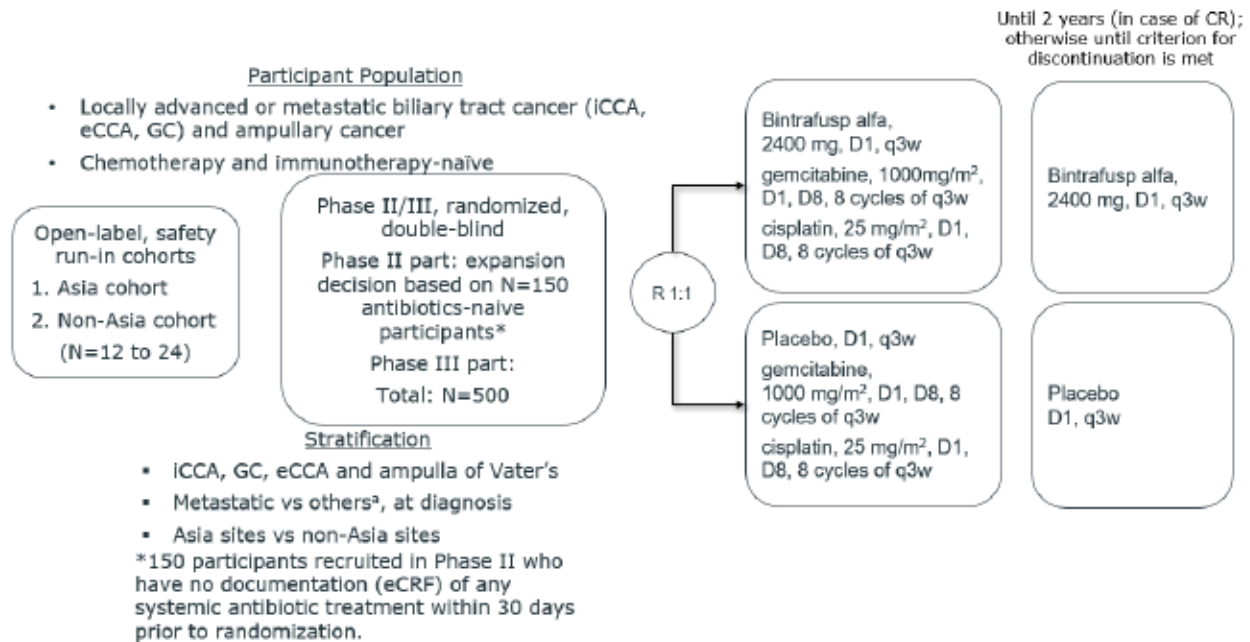 Until 2 years (in case of CR);
otherwise until criterion for
discontinuation is met
Participant Population
• Locally advanced or metastatic biliary tract cancer (iCCA,
eCCA, GC) and ampullary cancer
• Chemotherapy and immunotherapy-naïve
Open-label, safety
run-in cohorts
1. Asia cohort
2. Non-Asia cohort
(N=12 to 24)
Phase II/III, randomized,
double-blind
Phase II part: expansion
decision based on N=150
antibiotics-naive
participants*
Phase III part:
Total: N=500
R 1:1
Bintrafusp alfa,
2400 mg, D1, q3w
gemcitabine, 1000mg/m²,
D1, D8, 8 cycles of q3w
cisplatin, 25 mg/m², D1,
D8, 8 cycles of q3w
Bintrafusp alfa,
2400 mg, D1, q3w
Placebo, D1, q3w
gemcitabine,
1000 mg/m², D1, D8, 8
cycles of q3w
cisplatin, 25 mg/m², D1,
D8, 8 cycles of q3w
Placebo
D1, q3w
Stratification
▪ iCCA, GC, eCCA and ampulla of Vater's
▪ Metastatic vs othersᵃ, at diagnosis
▪ Asia sites vs non-Asia sites
*150 participants recruited in Phase II who
have no documentation (eCRF) of any
systemic antibiotic treatment within 30 days
prior to randomization.